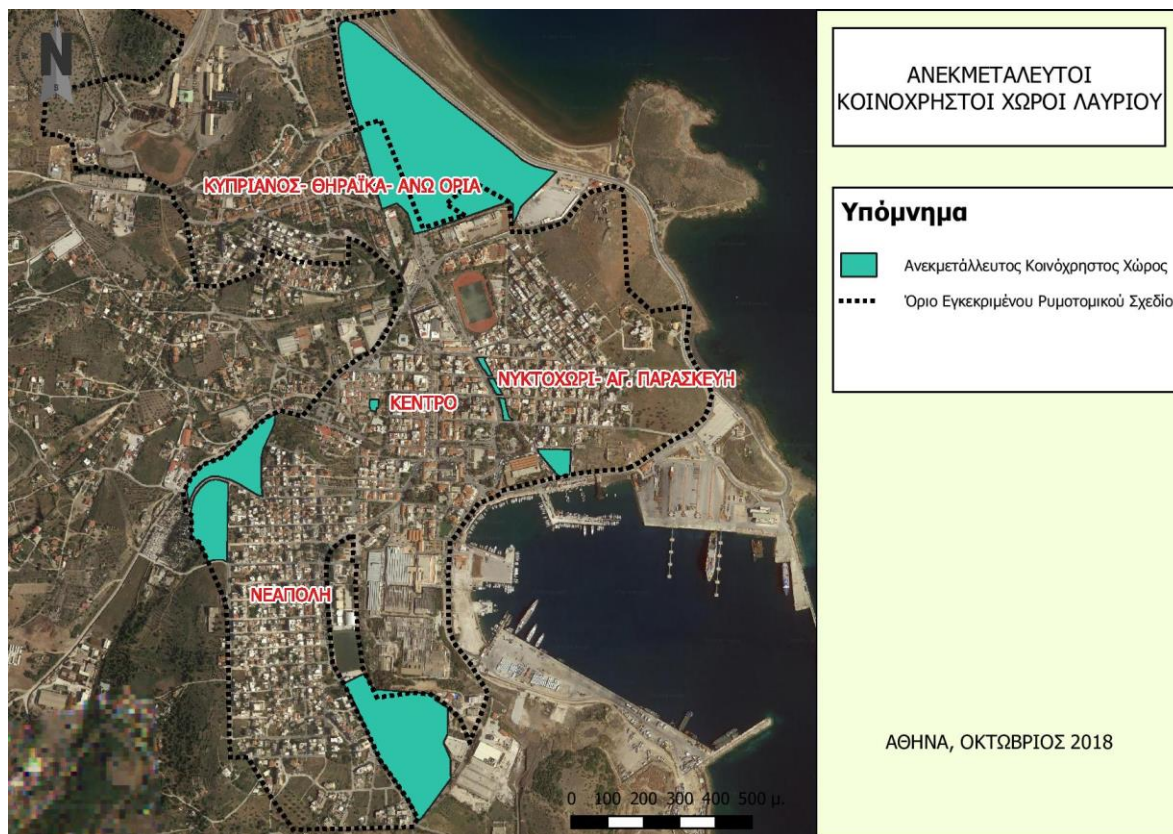 ΑΝΕΚΜΕΤΑΛΕΥΤΟΙ
ΚΟΙΝΟΧΡΗΣΤΟΙ ΧΩΡΟΙ ΛΑΥΡΙΟΥ
Υπόμνημα
Ανεκμετάλλευτος Κοινόχρηστος Χώρος
Όριο Εγκεκριμένου Ρυμοτομικού Σχεδίο
N
ΚΥΠΡΙΑΝΟΣ- ΘΗΡΑΪΚΑ- ΑΝΩ ΟΡΙΑ
ΝΥΚΤΟΧΩΡΙ- ΑΓ. ΠΑΡΑΣΚΕΥΗ
ΚΕΝΤΡΟ
ΝΕΑΠΟΛΗ
0 100 200 300 400 500 μ.
ΑΘΗΝΑ, ΟΚΤΩΒΡΙΟΣ 2018